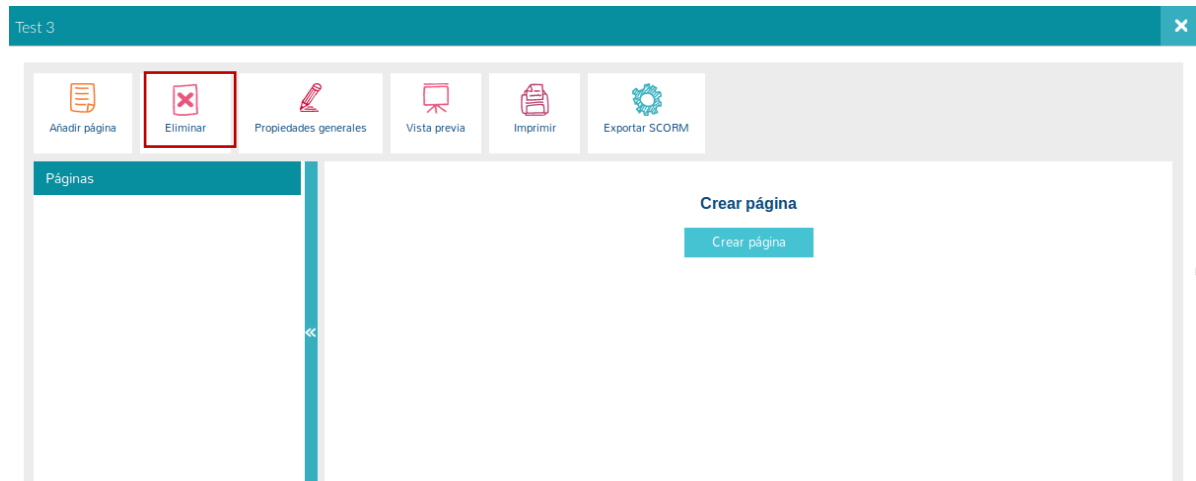 Test 3
Añadir página
Eliminar
Propiedades generales
Vista previa
Imprimir
Exportar SCORM
Páginas
Crear página
Crear página